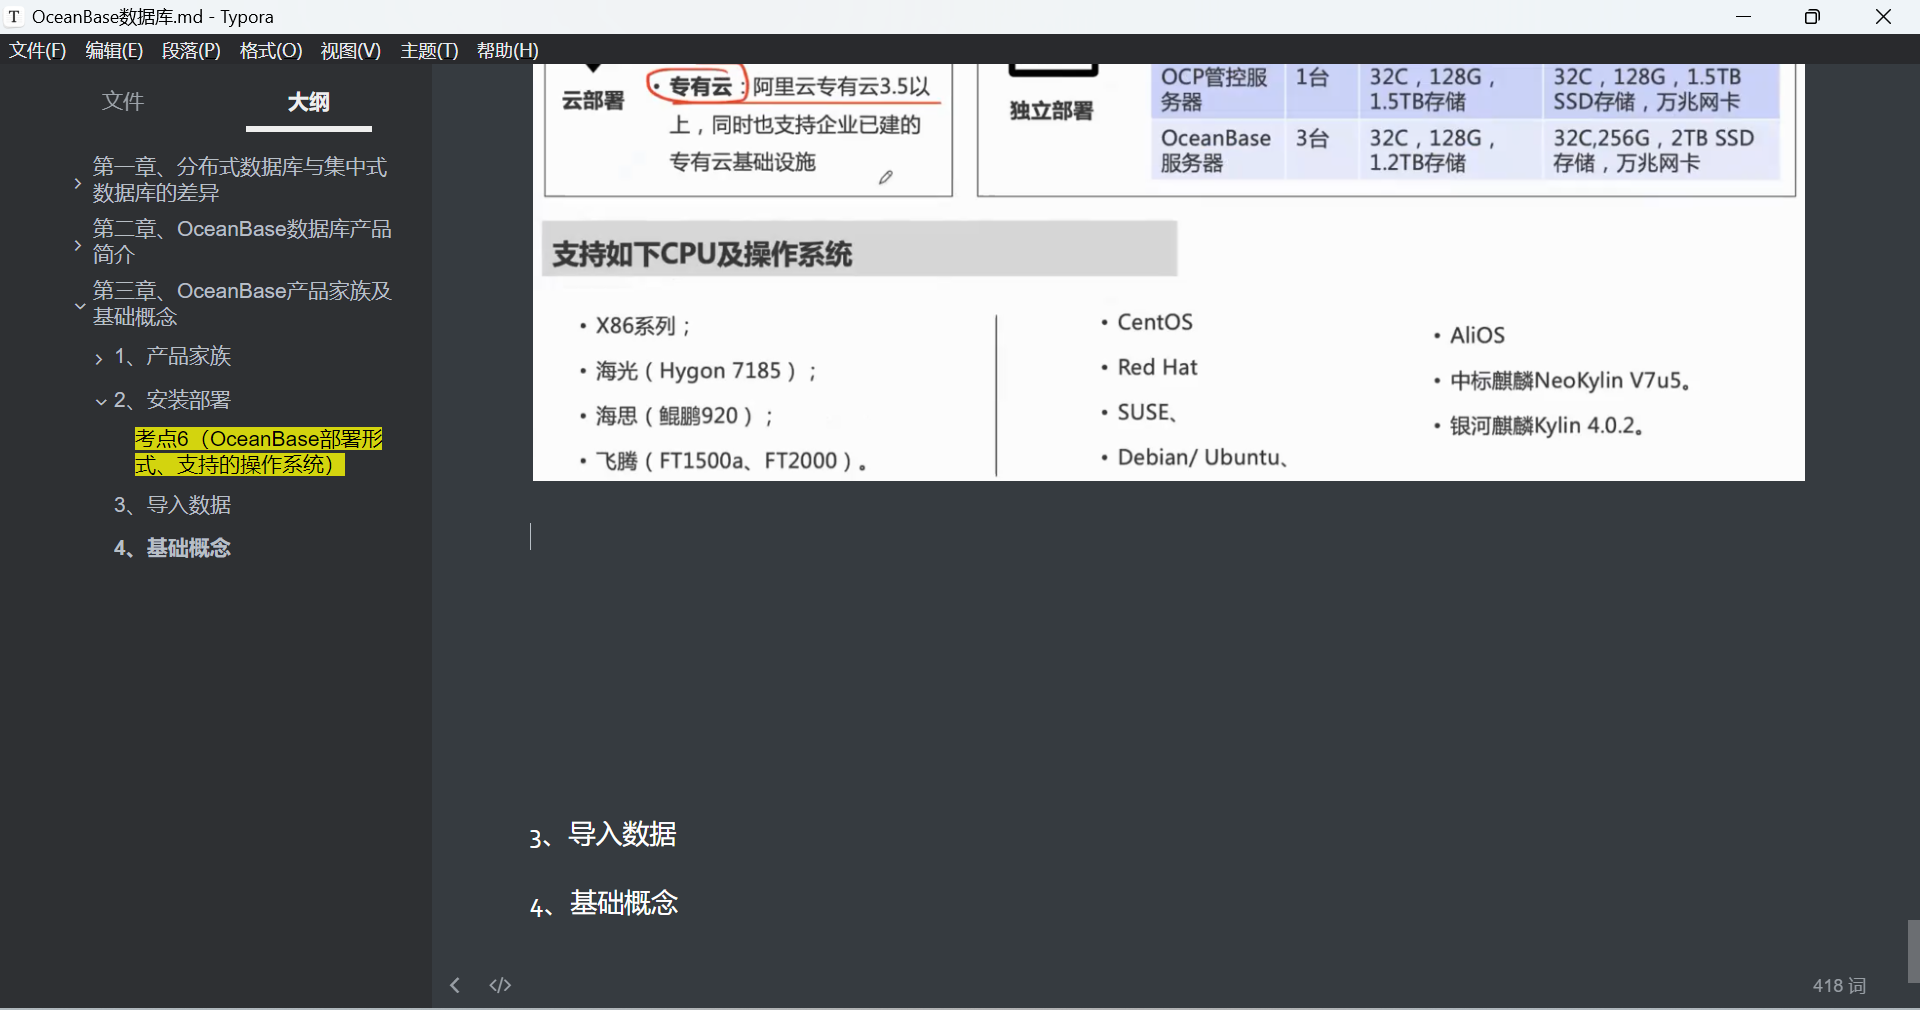 OceanBase数据库.md - Typora
文件(F) 编辑(E) 段落(P) 格式(O) 视图(V) 主题(T) 帮助(H)
文件
大纲
第一章、分布式数据库与集中式
数据库的差异
第二章、OceanBase数据库产品
简介
第三章、OceanBase产品家族及
基础概念
1、产品家族
2、安装部署
考点6（OceanBase部署形
式、支持的操作系统）
3、导入数据
4、基础概念
云部署
• 专有云：阿里云专有云3.5以
上，同时也支持企业已建的
专有云基础设施
独立部署
OCP管控服
务器
1台
32C，128G，
1.5TB存储
32C，128G，1.5TB
SSD存储，万兆网卡
OceanBase
服务器
3台
32C，128G，
1.2TB存储
32C,256G，2TB SSD
存储，万兆网卡
支持如下CPU及操作系统
• X86系列；
• 海光（Hygon 7185）；
• 海思（鲲鹏920）；
• 飞腾（FT1500a、FT2000）。
• CentOS
• Red Hat
• SUSE、
• Debian/ Ubuntu、
• AliOS
• 中标麒麟NeoKylin V7u5。
• 银河麒麟Kylin 4.0.2。
3、导入数据
4、基础概念
418 词